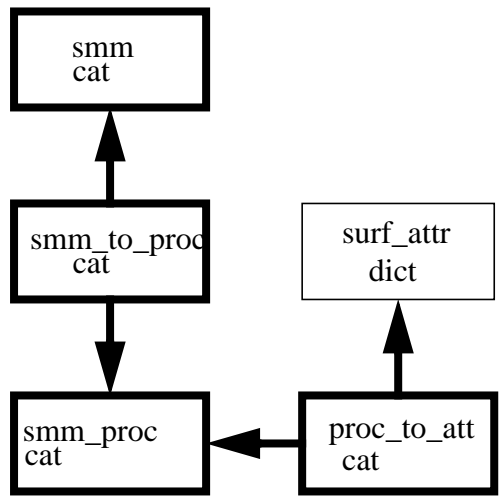 smm
cat
smm_to_proc
cat
surf_attr
dict
smm_proc
cat
proc_to_att
cat